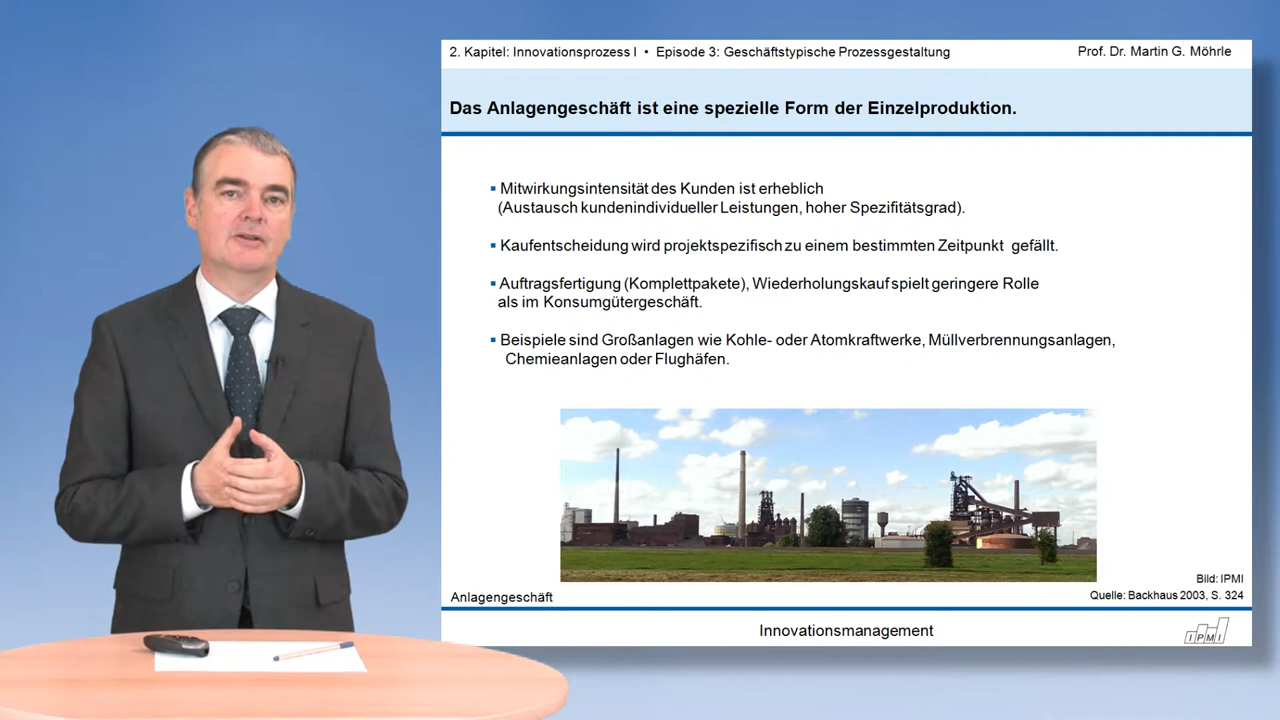 2. Kapitel: Innovationsprozess I • Episode 3: Geschäftstypische Prozessgestaltung Prof. Dr. Martin G. Möhrle
Das Anlagengeschäft ist eine spezielle Form der Einzelproduktion.
▪ Mitwirkungsintensität des Kunden ist erheblich
(Austausch kundenindividueller Leistungen, hoher Spezifitätsgrad).
▪ Kaufentscheidung wird projektspezifisch zu einem bestimmten Zeitpunkt gefällt.
▪ Auftragsfertigung (Komplettpakete), Wiederholungskauf spielt geringere Rolle
als im Konsumgütergeschäft.
▪ Beispiele sind Großanlagen wie Kohle- oder Atomkraftwerke, Müllverbrennungsanlagen,
Chemieanlagen oder Flughäfen.
Bild: IPMI
Anlagengeschäft Quelle: Backhaus 2003, S. 324
Innovationsmanagement
IPMI